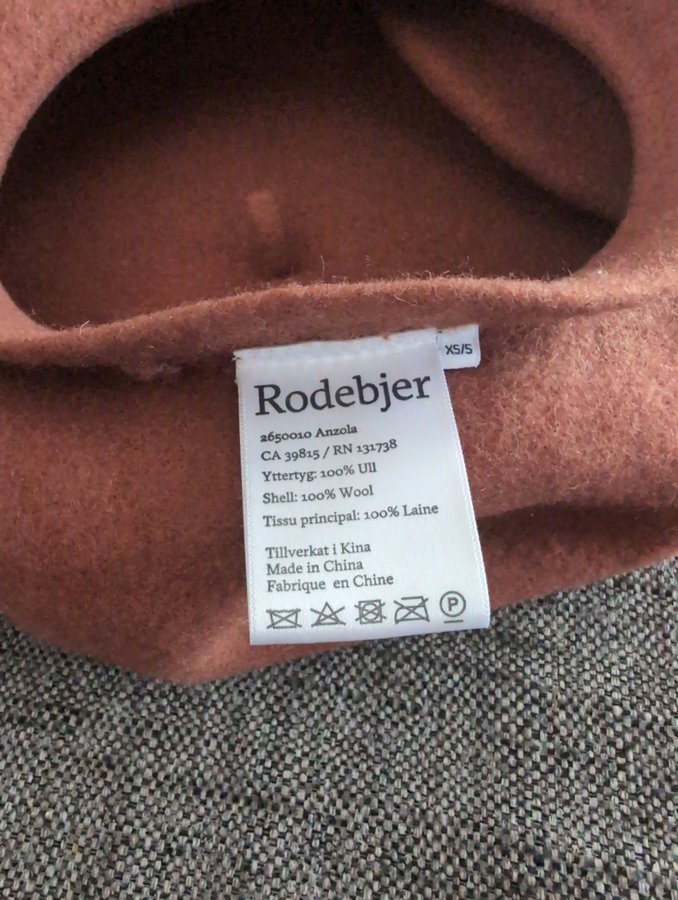 XS/S
Rodebjer
2650010 Anzola
CA 39815 / RN 131738
Yttertyg: 100% Ull
Shell: 100% Wool
Tissu principal: 100% Laine
Tillverkat i Kina
Made in China
Fabrique en Chine
P